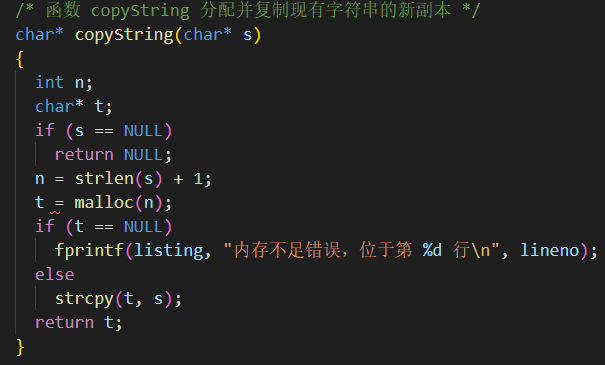 /* 函数 copyString 分配并复制现有字符串的新副本 */
char* copyString(char* s)
{
  int n;
  char* t;
  if (s == NULL)
    return NULL;
  n = strlen(s) + 1;
  t = malloc(n);
  if (t == NULL)
    fprintf(listing, "内存不足错误，位于第 %d 行\n", lineno);
  else
    strcpy(t, s);
  return t;
}